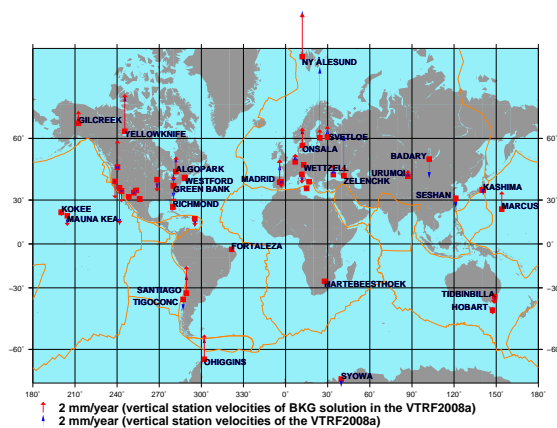 NY ÅLESUND
GILCREEK
YELLOWKNIFE
SVETLOE
ONSALA
BADARY
ALGOPARK
WETTZELL
URUMQI
WESTFORD
MADRID
ZELENCHK
GREEN BANK
KASHIMA
SESHAN
RICHMOND
MARCUS
KOKEE
MAUNA KEA
FORTALEZA
HARTEBEESTHOEK
SANTIAGO
TIDBINBILLA
TIGOCONC
HOBART
OHIGGINS
SYOWA
60˚ 60˚
30˚ 30˚
0˚ 0˚
−30˚ −30˚
−60˚ −60˚
180˚ 210˚ 240˚ 270˚ 300˚ 330˚ 0˚ 30˚ 60˚ 90˚ 120˚ 150˚ 180˚
2 mm/year (vertical station velocities of BKG solution in the VTRF2008a)
2 mm/year (vertical station velocities of the VTRF2008a)